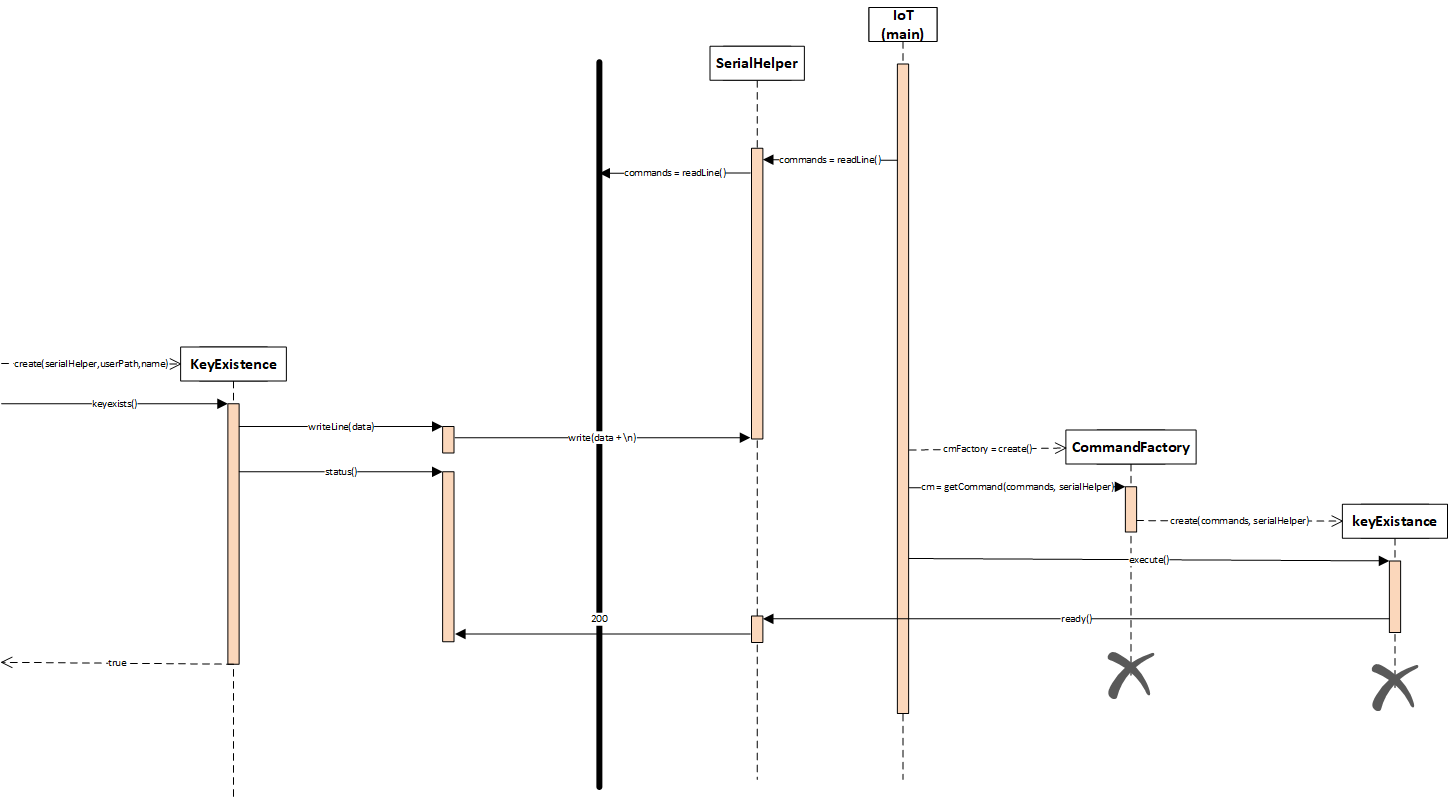 IoT
(main)
SerialHelper
commands = readLine()
commands = readLine()
create(serialHelper,userPath,name)
KeyExistence
keyexists()
writeLine(data)
write(data + \n)
CommandFactory
cmFactory = create()
status()
cm = getCommand(commands, serialHelper)
create(commands, serialHelper)
keyExistance
execute()
200
ready()
true